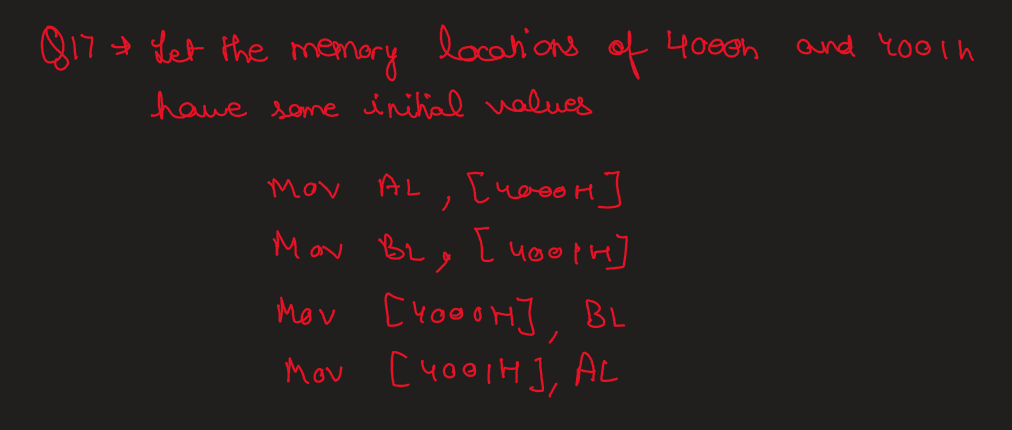 Q17 → Let the memory locations of 4000h and 4001h
have some initial values
Mov AL, [4000H]
Mov BL, [4001H]
Mov [4000H], BL
Mov [4001H], AL